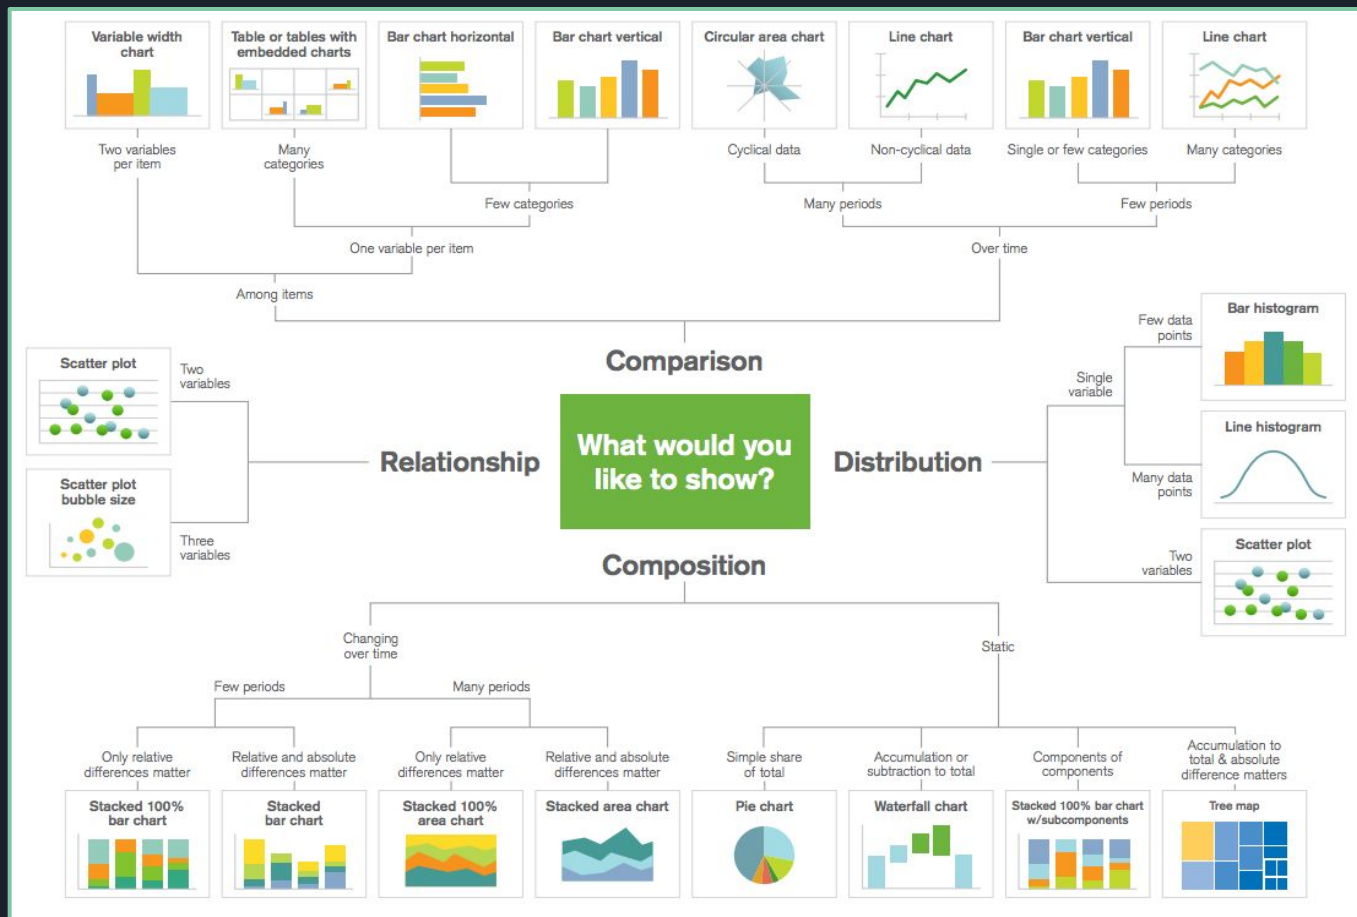 Variable width
chart
Table or tables with
embedded charts
Bar chart horizontal
Bar chart vertical
Circular area chart
Line chart
Bar chart vertical
Line chart
Two variables
per item
Many
categories
Cyclical data
Non-cyclical data
Single or few categories
Many categories
Few categories
Many periods
Few periods
One variable per item
Over time
Among items
Comparison
Scatter plot
Two
variables
Relationship
Scatter plot
bubble size
Three
variables
What would you
like to show?
Distribution
Single
variable
Few data
points
Bar histogram
Line histogram
Many data
points
Two
variables
Scatter plot
Composition
Changing
over time
Static
Few periods
Many periods
Only relative
differences matter
Relative and absolute
differences matter
Only relative
differences matter
Relative and absolute
differences matter
Simple share
of total
Accumulation or
subtraction to total
Components of
components
Accumulation to
total & absolute
difference matters
Stacked 100%
bar chart
Stacked
bar chart
Stacked 100%
area chart
Stacked area chart
Pie chart
Waterfall chart
Stacked 100% bar chart
w/subcomponents
Tree map